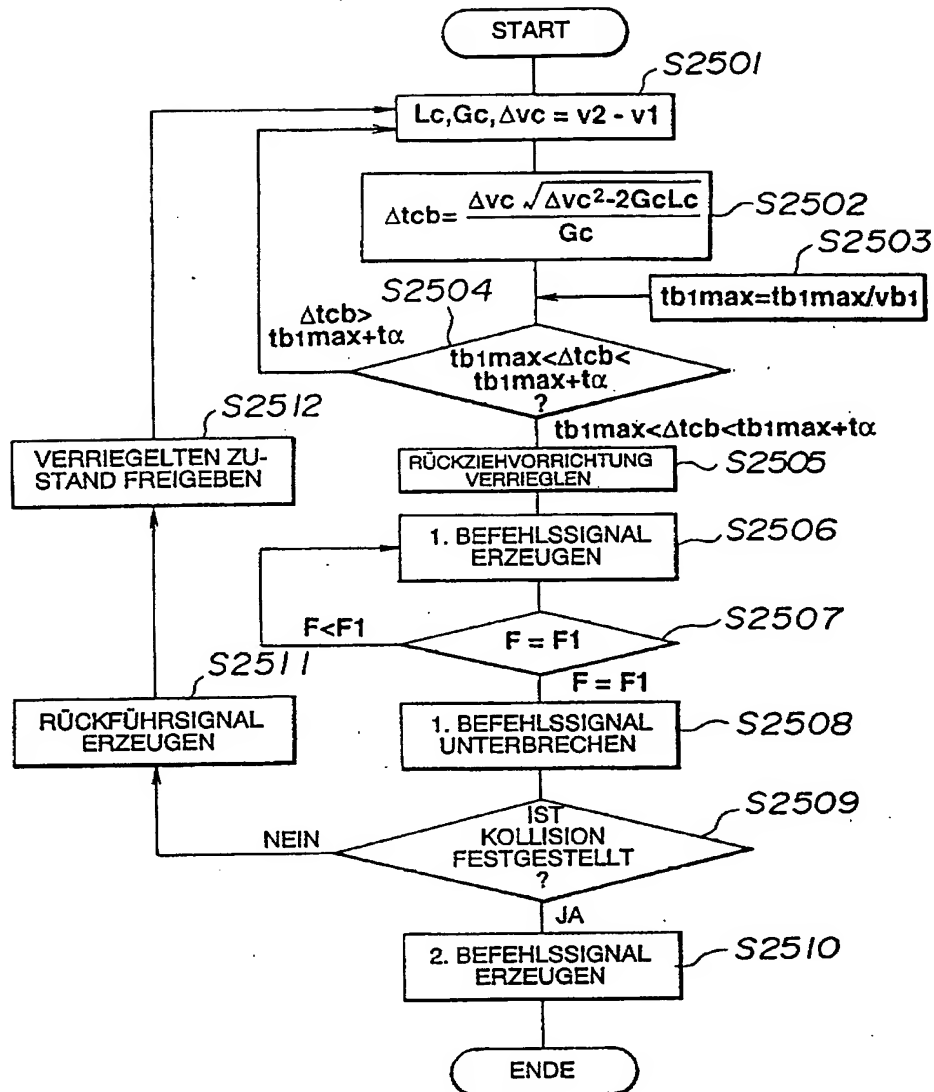 START
S2501
Lc,Gc,Δvc = v2 - v1
Δtcb= Δvc √Δvc²-2GcLc / Gc
S2502
S2503
tb1max=tb1max/vb1
S2504
Δtcb>
tb1max+tα
tb1max<Δtcb<
tb1max+tα
?
tb1max<Δtcb<tb1max+tα
S2512
VERRIEGELTEN ZU-
STAND FREIGEBEN
RÜCKZIEHVORRICHTUNG
VERRIEGLEN
S2505
1. BEFEHLSSIGNAL
ERZEUGEN
S2506
F<F1
F = F1
S2507
F = F1
S2511
RÜCKFÜHRSIGNAL
ERZEUGEN
1. BEFEHLSSIGNAL
UNTERBRECHEN
S2508
IST
KOLLISION
FESTGESTELLT
?
S2509
NEIN
JA
2. BEFEHLSSIGNAL
ERZEUGEN
S2510
ENDE